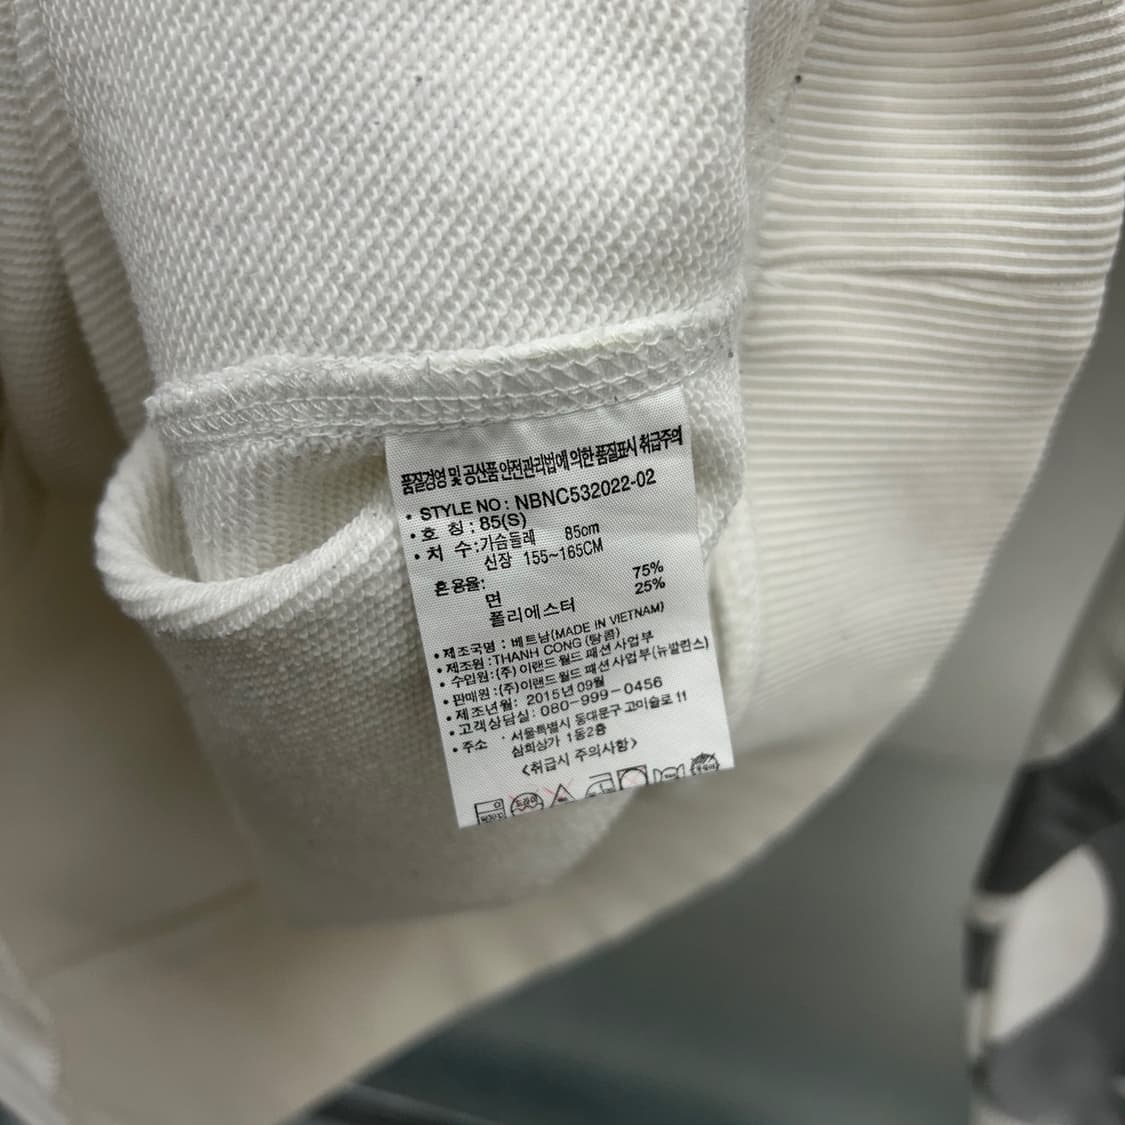 품질경영 및 공산품 안전관리법에 의한 품질표시 취급주의
• STYLE NO : NBNC532022-02
• 호 칭 : 85(S)
• 치 수 : 가슴둘레 85cm
신장 155~165CM
혼용율:
면 75%
폴리에스터 25%
• 제조국명 : 베트남(MADE IN VIETNAM)
• 제조원 : THANH CONG (탕콤)
• 수입원 : (주)이랜드월드 패션사업부
• 판매원 : (주)이랜드월드 패션사업부(뉴발란스)
• 제조년월 : 2015년 09월
• 고객상담실 : 080-999-0456
• 주소 · 서울특별시 동대문구 고미술로 11
삼희상가 1동2층
<취급시 주의사항>
드라이